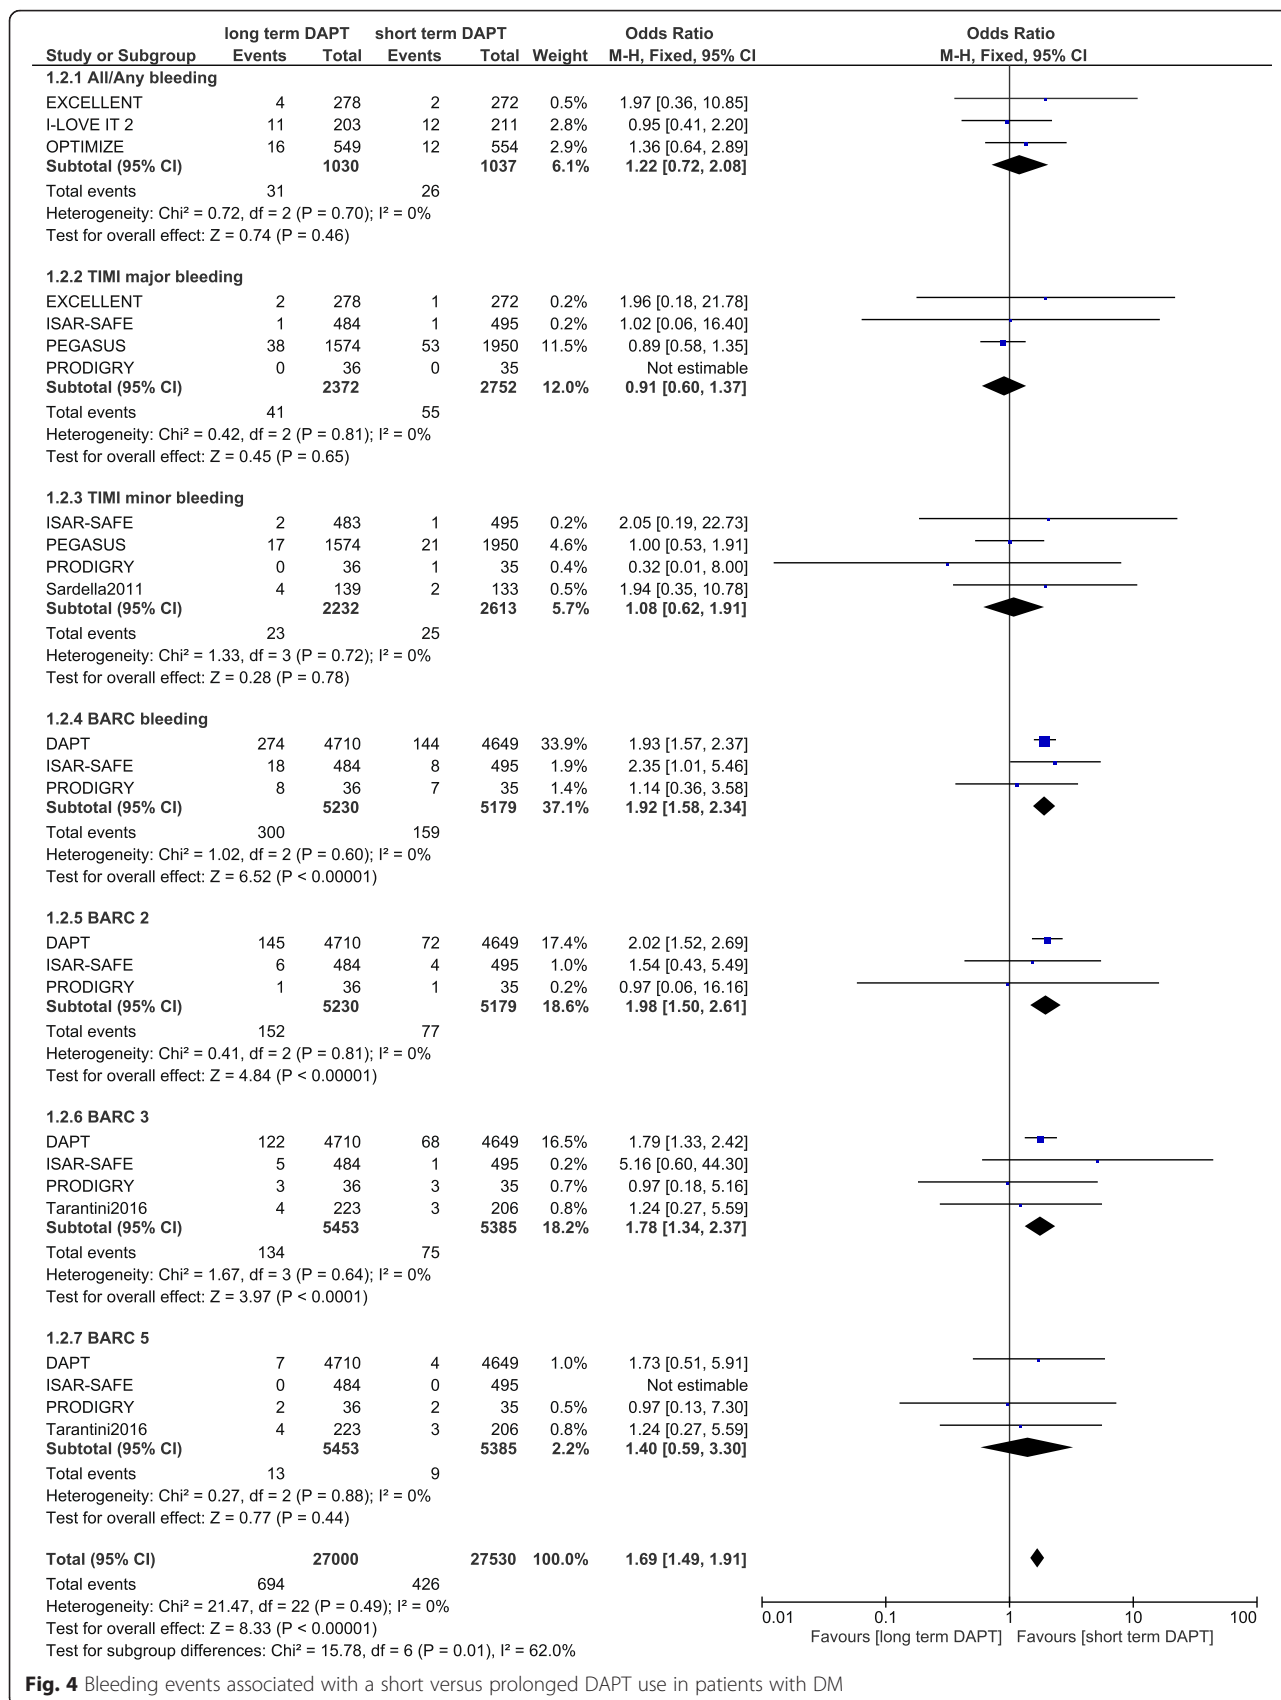 long term DAPT short term DAPT Odds Ratio Odds Ratio
Study or Subgroup Events Total Events Total Weight M-H, Fixed, 95% CI M-H, Fixed, 95% CI
1.2.1 All/Any bleeding
EXCELLENT 4 278 2 272 0.5% 1.97 [0.36, 10.85]
I-LOVE IT 2 11 203 12 211 2.8% 0.95 [0.41, 2.20]
OPTIMIZE 16 549 12 554 2.9% 1.36 [0.64, 2.89]
Subtotal (95% CI) 1030 1037 6.1% 1.22 [0.72, 2.08]
Total events 31 26
Heterogeneity: Chi² = 0.72, df = 2 (P = 0.70); I² = 0%
Test for overall effect: Z = 0.74 (P = 0.46)
1.2.2 TIMI major bleeding
EXCELLENT 2 278 1 272 0.2% 1.96 [0.18, 21.78]
ISAR-SAFE 1 484 1 495 0.2% 1.02 [0.06, 16.40]
PEGASUS 38 1574 53 1950 11.5% 0.89 [0.58, 1.35]
PRODIGRY 0 36 0 35 Not estimable
Subtotal (95% CI) 2372 2752 12.0% 0.91 [0.60, 1.37]
Total events 41 55
Heterogeneity: Chi² = 0.42, df = 2 (P = 0.81); I² = 0%
Test for overall effect: Z = 0.45 (P = 0.65)
1.2.3 TIMI minor bleeding
ISAR-SAFE 2 483 1 495 0.2% 2.05 [0.19, 22.73]
PEGASUS 17 1574 21 1950 4.6% 1.00 [0.53, 1.91]
PRODIGRY 0 36 1 35 0.4% 0.32 [0.01, 8.00]
Sardella2011 4 139 2 133 0.5% 1.94 [0.35, 10.78]
Subtotal (95% CI) 2232 2613 5.7% 1.08 [0.62, 1.91]
Total events 23 25
Heterogeneity: Chi² = 1.33, df = 3 (P = 0.72); I² = 0%
Test for overall effect: Z = 0.28 (P = 0.78)
1.2.4 BARC bleeding
DAPT 274 4710 144 4649 33.9% 1.93 [1.57, 2.37]
ISAR-SAFE 18 484 8 495 1.9% 2.35 [1.01, 5.46]
PRODIGRY 8 36 7 35 1.4% 1.14 [0.36, 3.58]
Subtotal (95% CI) 5230 5179 37.1% 1.92 [1.58, 2.34]
Total events 300 159
Heterogeneity: Chi² = 1.02, df = 2 (P = 0.60); I² = 0%
Test for overall effect: Z = 6.52 (P < 0.00001)
1.2.5 BARC 2
DAPT 145 4710 72 4649 17.4% 2.02 [1.52, 2.69]
ISAR-SAFE 6 484 4 495 1.0% 1.54 [0.43, 5.49]
PRODIGRY 1 36 1 35 0.2% 0.97 [0.06, 16.16]
Subtotal (95% CI) 5230 5179 18.6% 1.98 [1.50, 2.61]
Total events 152 77
Heterogeneity: Chi² = 0.41, df = 2 (P = 0.81); I² = 0%
Test for overall effect: Z = 4.84 (P < 0.00001)
1.2.6 BARC 3
DAPT 122 4710 68 4649 16.5% 1.79 [1.33, 2.42]
ISAR-SAFE 5 484 1 495 0.2% 5.16 [0.60, 44.30]
PRODIGRY 3 36 3 35 0.7% 0.97 [0.18, 5.16]
Tarantini2016 4 223 3 206 0.8% 1.24 [0.27, 5.59]
Subtotal (95% CI) 5453 5385 18.2% 1.78 [1.34, 2.37]
Total events 134 75
Heterogeneity: Chi² = 1.67, df = 3 (P = 0.64); I² = 0%
Test for overall effect: Z = 3.97 (P < 0.0001)
1.2.7 BARC 5
DAPT 7 4710 4 4649 1.0% 1.73 [0.51, 5.91]
ISAR-SAFE 0 484 0 495 Not estimable
PRODIGRY 2 36 2 35 0.5% 0.97 [0.13, 7.30]
Tarantini2016 4 223 3 206 0.8% 1.24 [0.27, 5.59]
Subtotal (95% CI) 5453 5385 2.2% 1.40 [0.59, 3.30]
Total events 13 9
Heterogeneity: Chi² = 0.27, df = 2 (P = 0.88); I² = 0%
Test for overall effect: Z = 0.77 (P = 0.44)
Total (95% CI) 27000 27530 100.0% 1.69 [1.49, 1.91]
Total events 694 426
Heterogeneity: Chi² = 21.47, df = 22 (P = 0.49); I² = 0%
Test for overall effect: Z = 8.33 (P < 0.00001)
Test for subgroup differences: Chi² = 15.78, df = 6 (P = 0.01), I² = 62.0%
0.01 0.1 1 10 100
Favours [long term DAPT] Favours [short term DAPT]
Fig. 4 Bleeding events associated with a short versus prolonged DAPT use in patients with DM